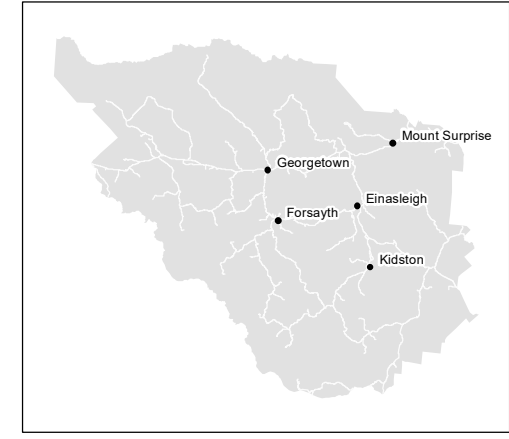 Mount Surprise
Georgetown
Einasleigh
Forsayth
Kidston